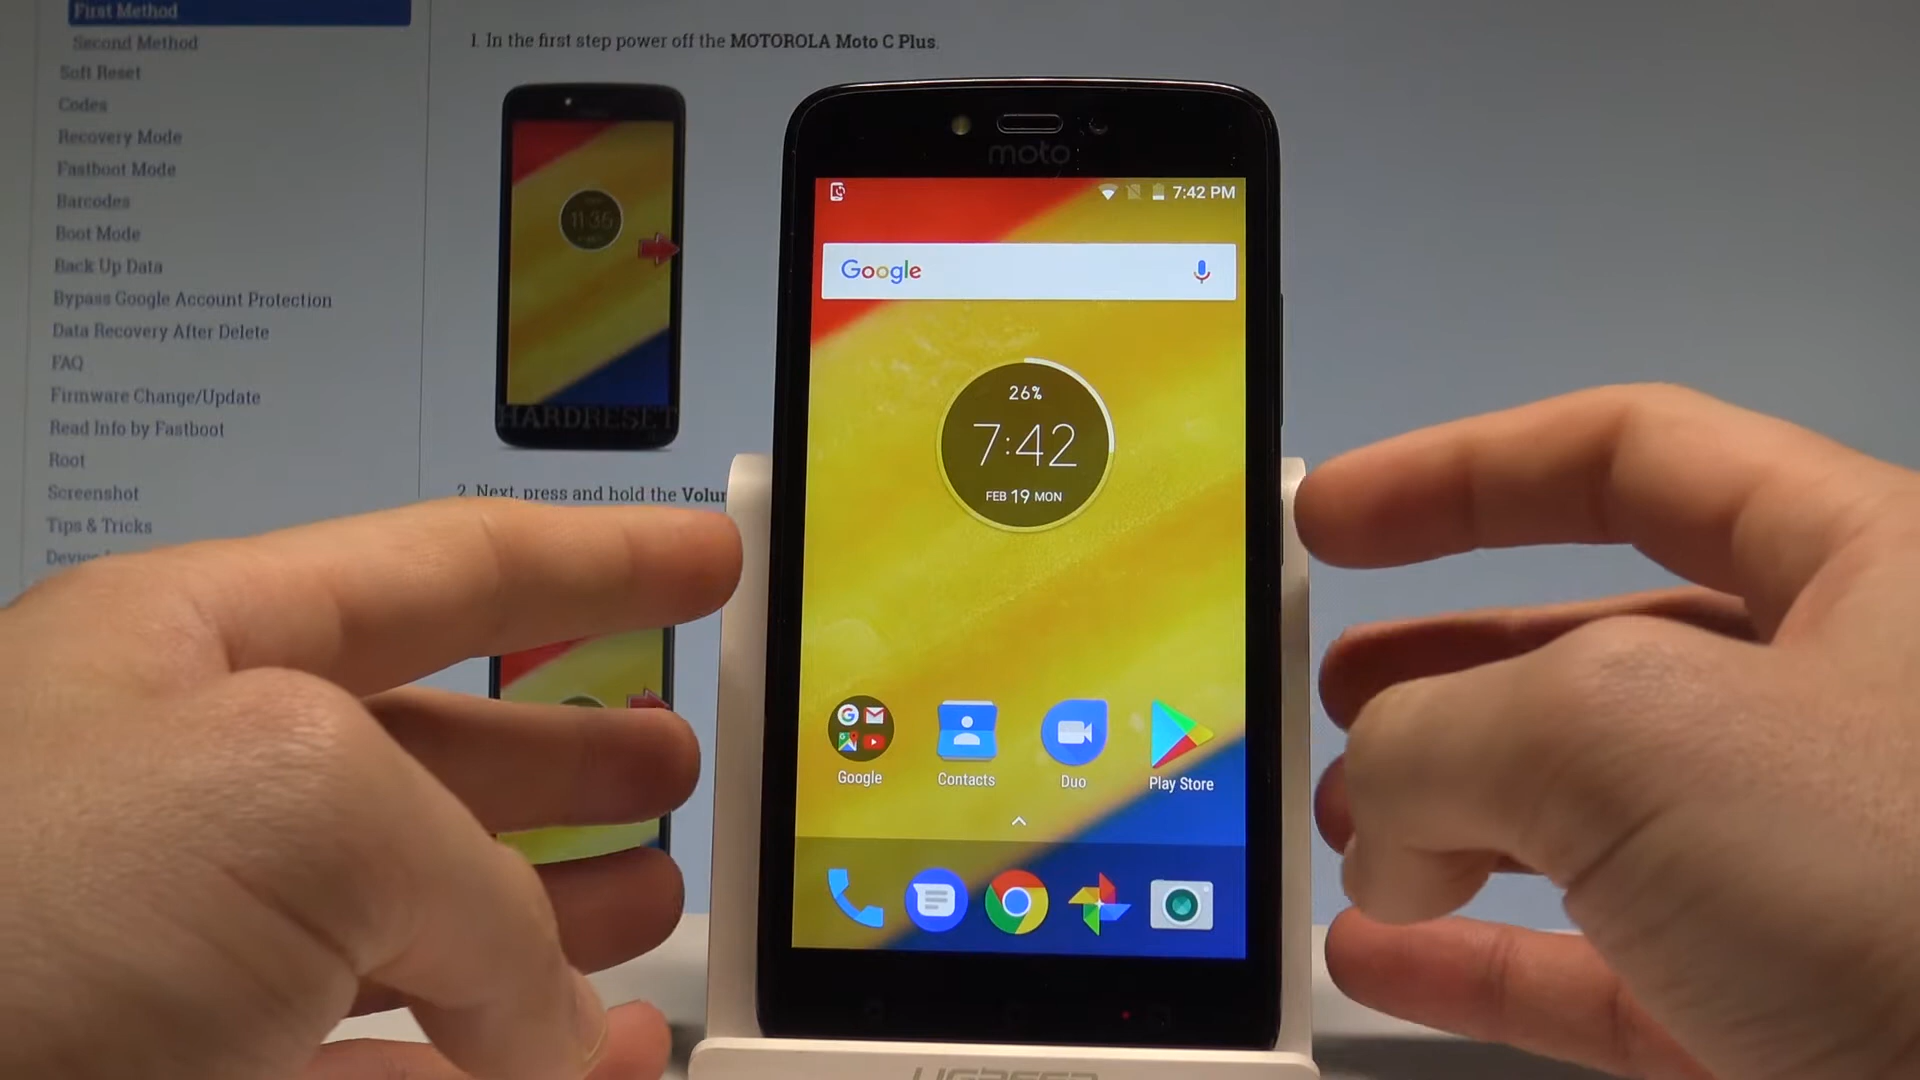 First Method
Second Method
Soft Reset
Codes
Recovery Mode
Fastboot Mode
Barcodes
Boot Mode
Back Up Data
Bypass Google Account Protection
Data Recovery After Delete
FAQ
Firmware Change/Update
Read Info by Fastboot
Root
Screenshot
Tips & Tricks
1. In the first step power off the MOTOROLA Moto C Plus.
11:35
HARDRESET
2. Next, press and hold the
moto
7:42 PM
Google
26%
7:42
FEB 19 MON
Google
Contacts
Duo
Play Store
UGREEN